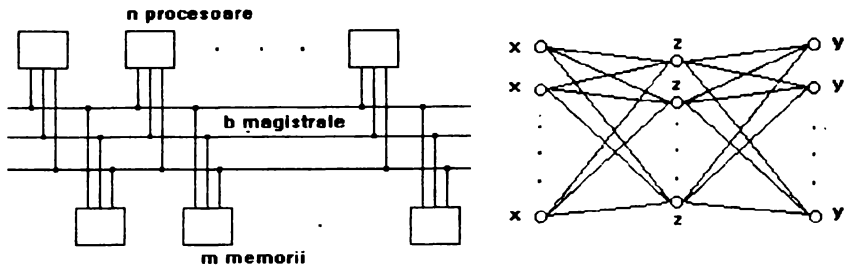 n procesoare
b magistrale
m memorii
x z y
x z y
x z y